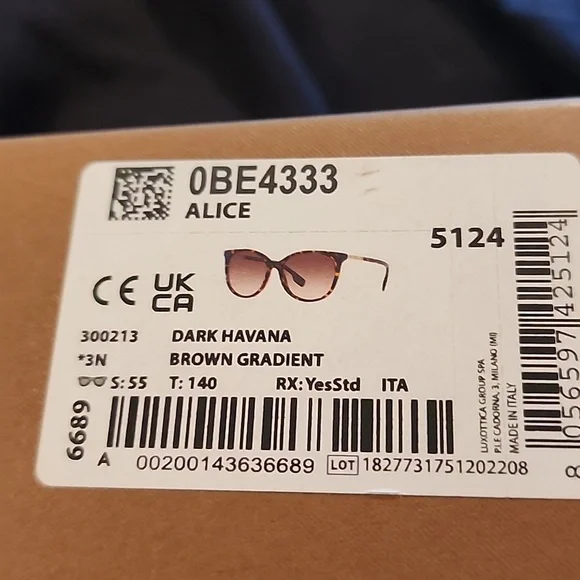 0BE4333
ALICE
5124
CE UK CA
300213 DARK HAVANA
*3N BROWN GRADIENT
S: 55 T: 140 RX: YesStd ITA
6689
A 00200143636689 LOT 1827731751202208
LUXOTTICA GROUP SPA
P.LE CADORNA, 3, MILANO (MI)
MADE IN ITALY
8 056597 425124